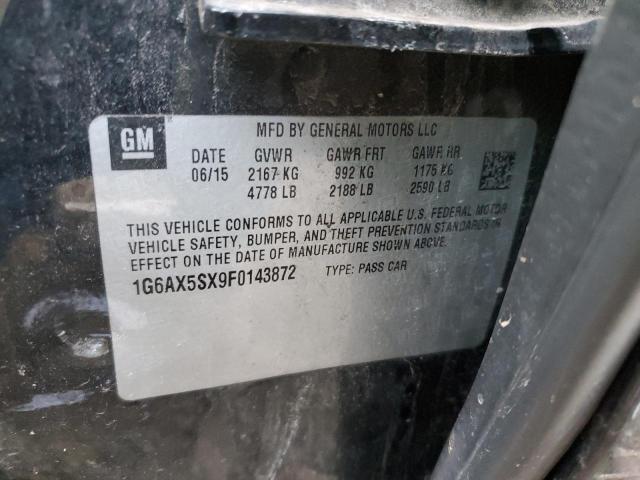 GM
MFD BY GENERAL MOTORS LLC
DATE GVWR GAWR FRT GAWR RR
06/15 2167 KG 992 KG 1175 KG
4778 LB 2188 LB 2590 LB
THIS VEHICLE CONFORMS TO ALL APPLICABLE U.S. FEDERAL MOTOR
VEHICLE SAFETY, BUMPER, AND THEFT PREVENTION STANDARDS IN
EFFECT ON THE DATE OF MANUFACTURE SHOWN ABOVE.
1G6AX5SX9F0143872 TYPE: PASS CAR